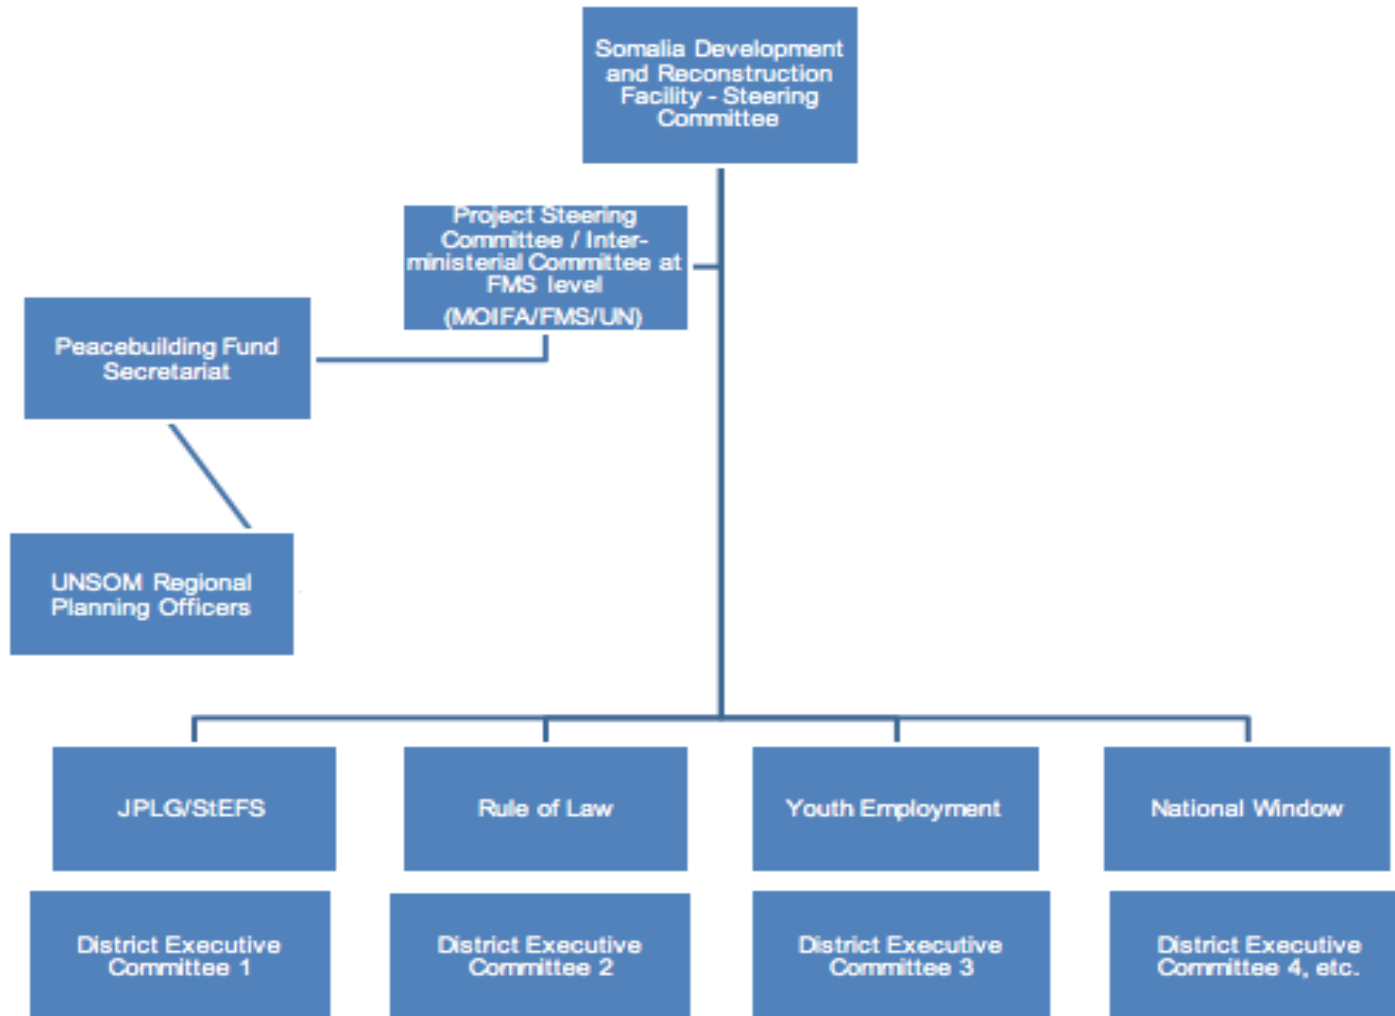 Somalia Development
and Reconstruction
Facility - Steering
Committee
Project Steering
Committee / Inter-
ministerial Committee at
FMS level
(MOIFA/FMS/UN)
Peacebuilding Fund
Secretariat
UNSOM Regional
Planning Officers
JPLG/StEFS
Rule of Law
Youth Employment
National Window
District Executive
Committee 1
District Executive
Committee 2
District Executive
Committee 3
District Executive
Committee 4, etc.